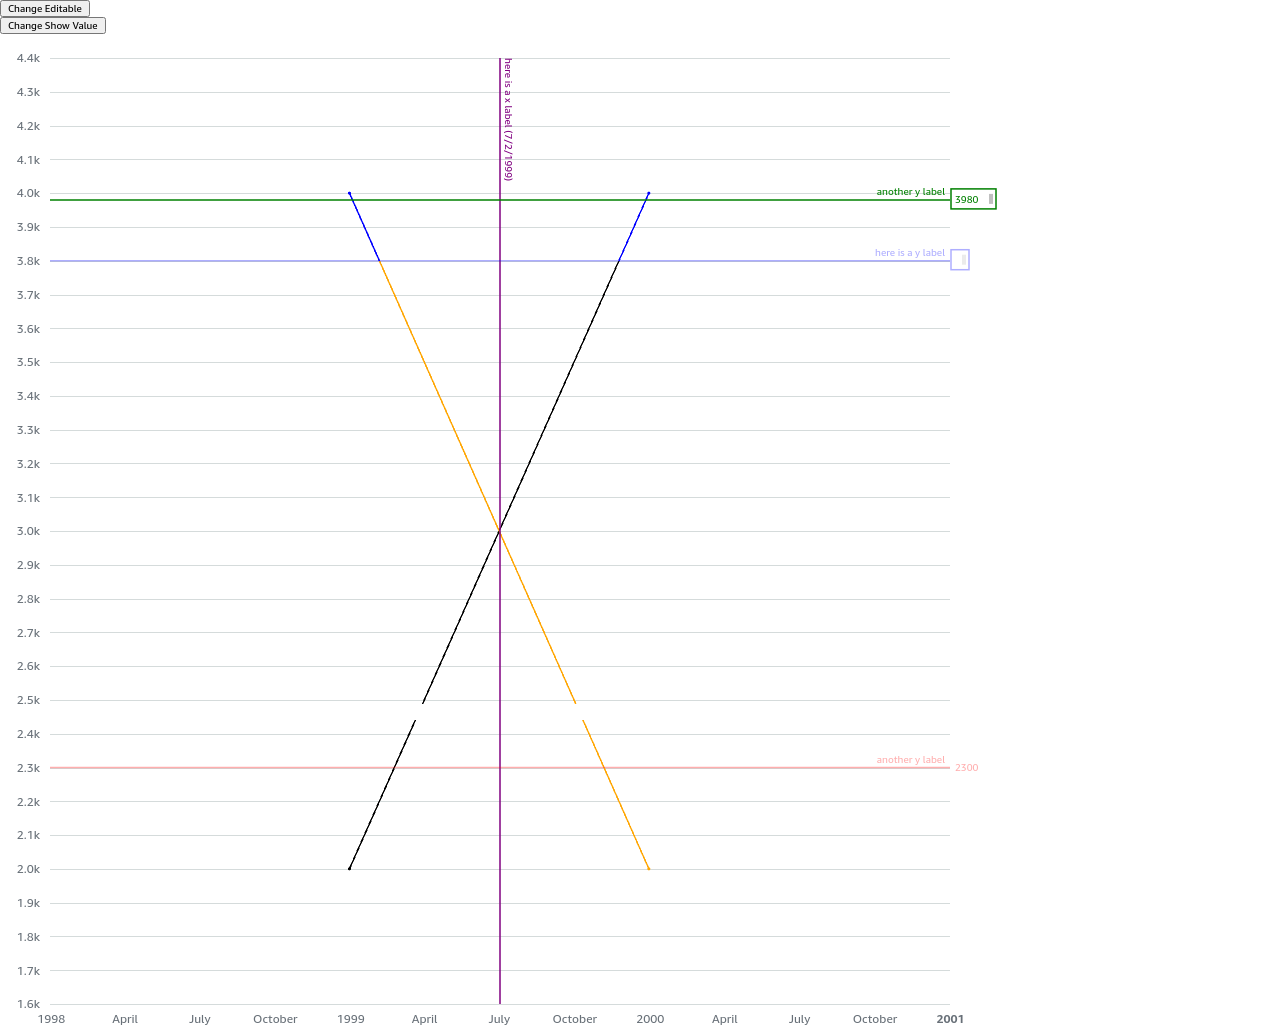 Change Editable
Change Show Value
4.4k
4.3k
4.2k
4.1k
4.0k
3.9k
3.8k
3.7k
3.6k
3.5k
3.4k
3.3k
3.2k
3.1k
3.0k
2.9k
2.8k
2.7k
2.6k
2.5k
2.4k
2.3k
2.2k
2.1k
2.0k
1.9k
1.8k
1.7k
1.6k
here is a x label (7/2/1999)
another y label
3980
here is a y label
another y label
2300
1998 April July October 1999 April July October 2000 April July October 2001